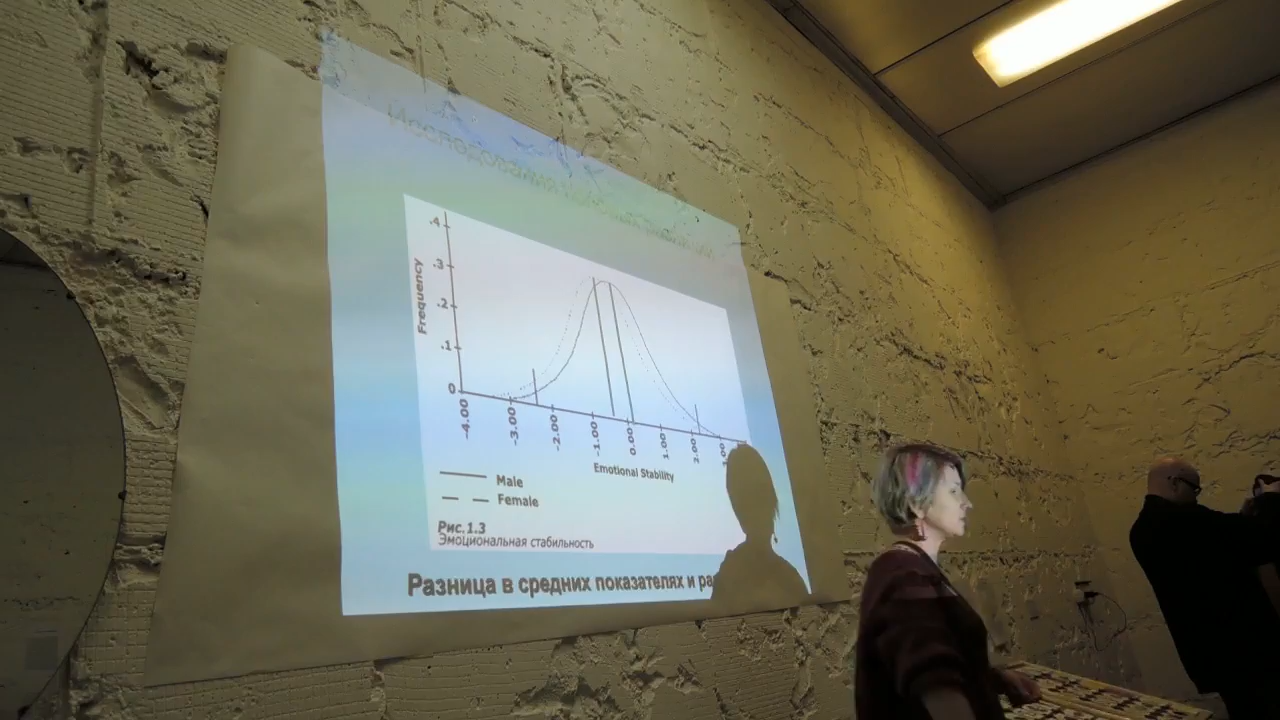 .4
.3
.2
.1
0
Frequency
-4.00
-3.00
-2.00
-1.00
0.00
1.00
2.00
Emotional Stability
Male
Female
Рис.1.3
Эмоциональная стабильность
Разница в средних показателях и